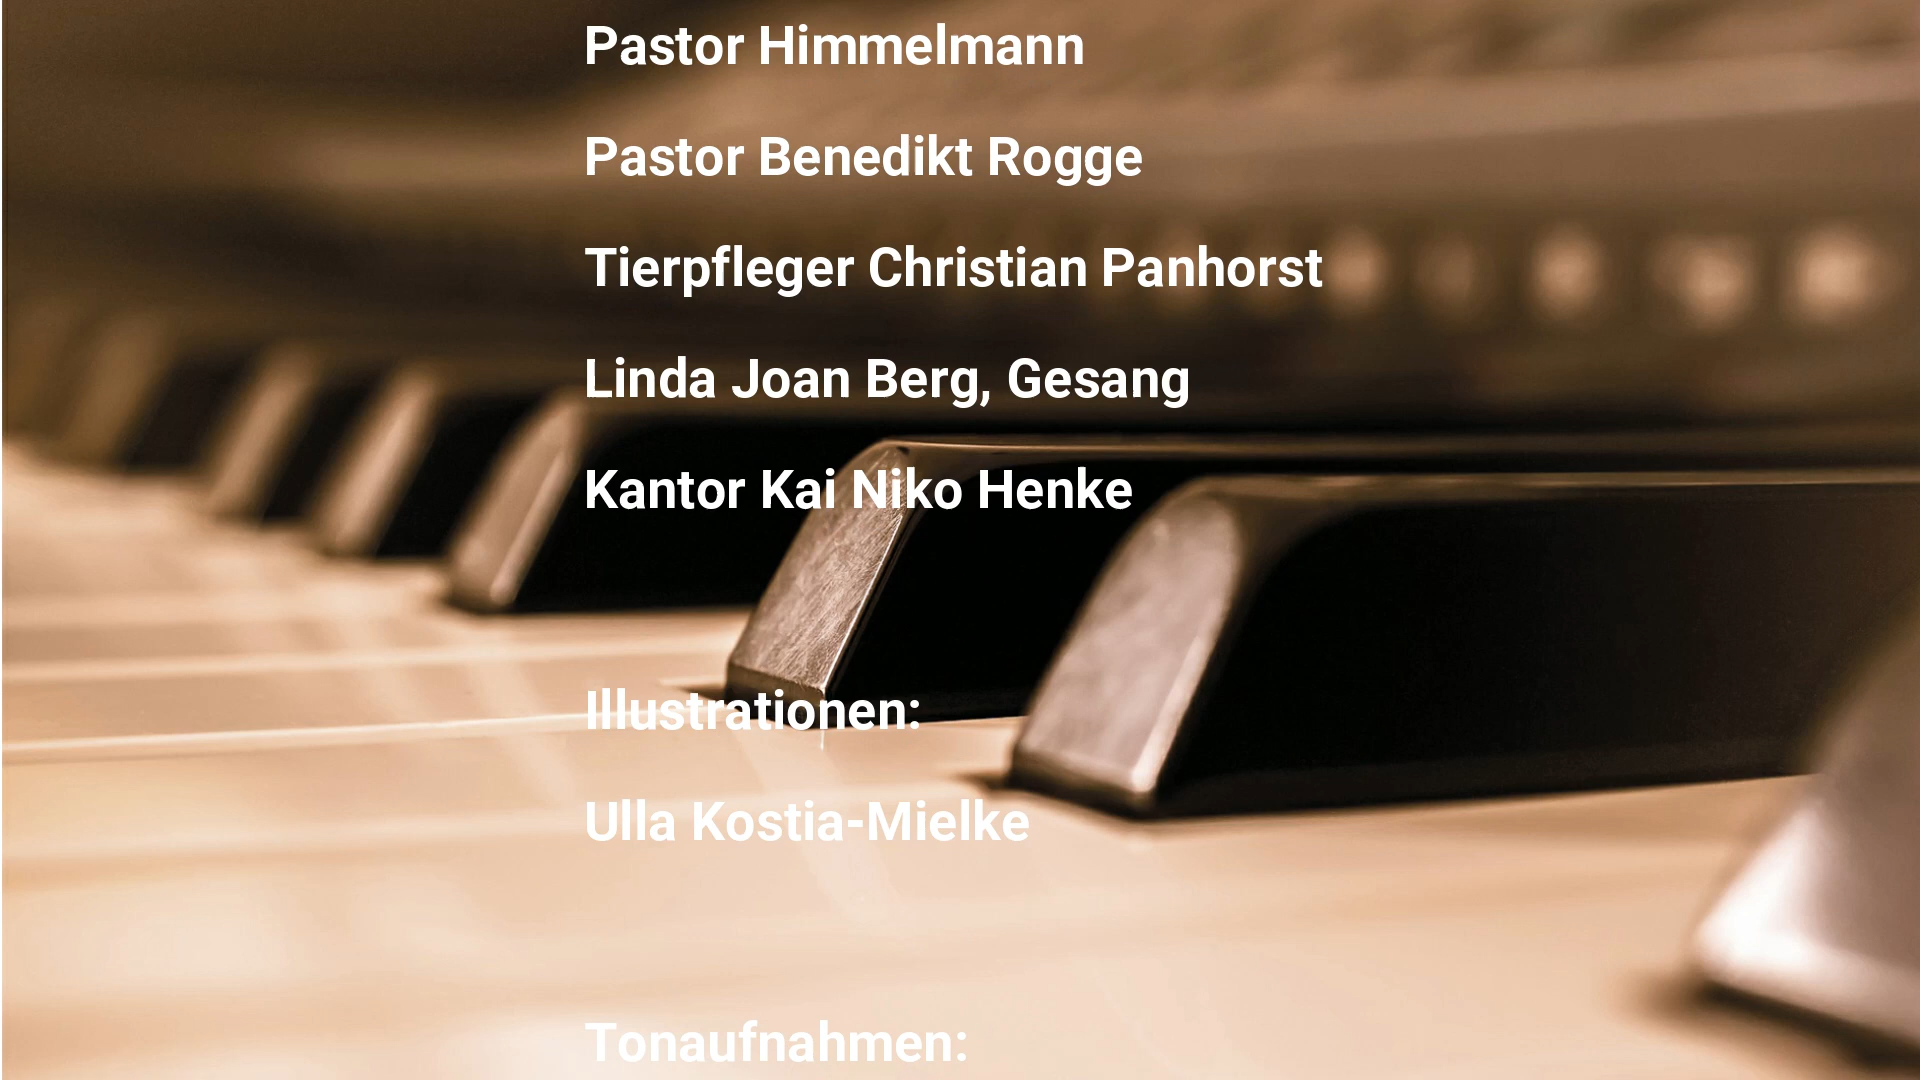 Pastor Himmelmann
Pastor Benedikt Rogge
Tierpfleger Christian Panhorst
Linda Joan Berg, Gesang
Kantor Kai Niko Henke
Illustrationen:
Ulla Kostia-Mielke
Tonaufnahmen: